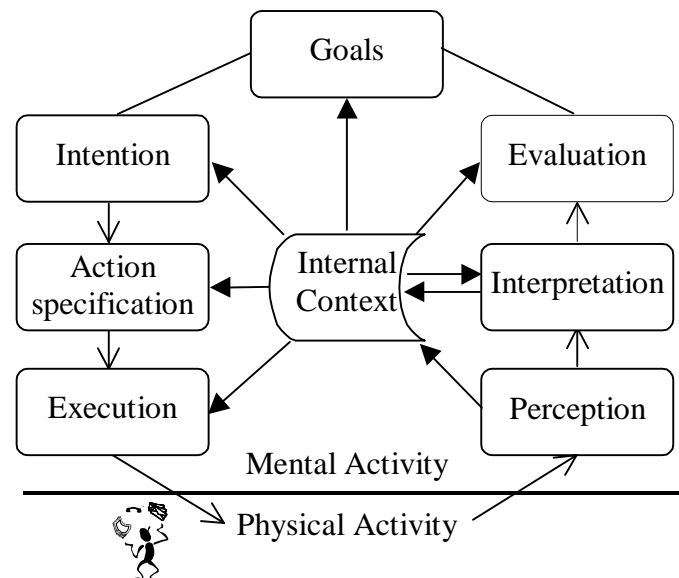 Goals
Intention
Evaluation
Action
specification
Internal
Context
Interpretation
Execution
Perception
Mental Activity
Physical Activity